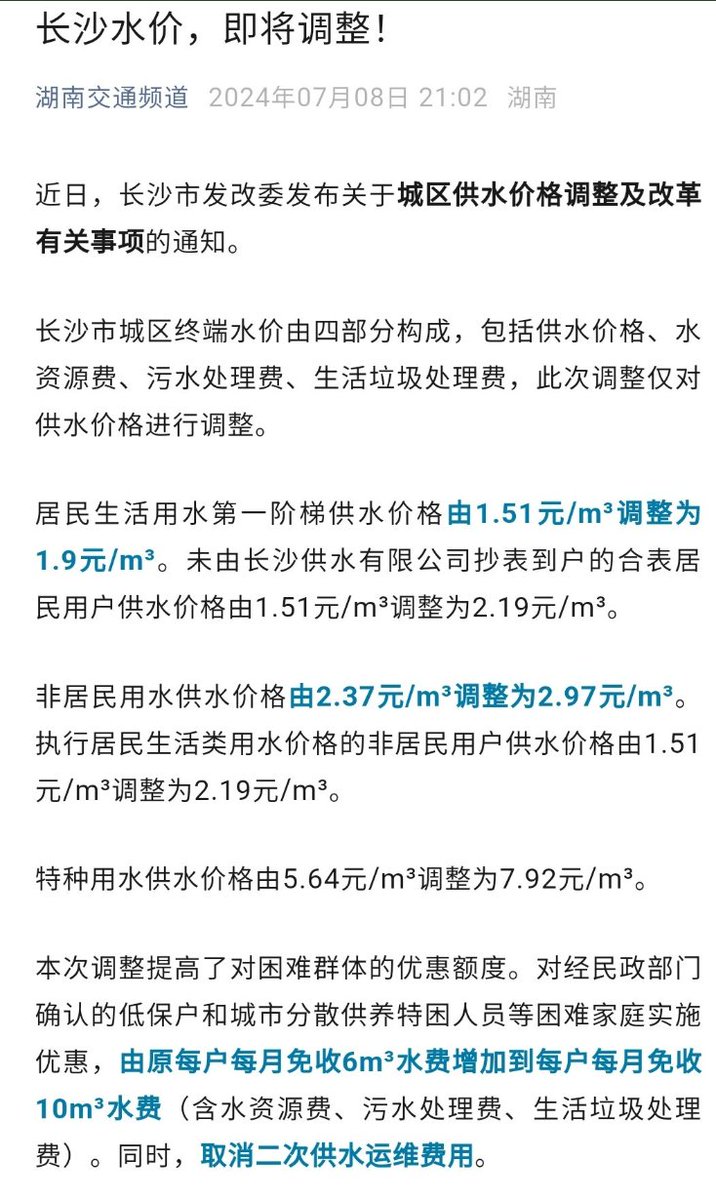 长沙水价，即将调整！
湖南交通频道 2024年07月08日 21:02 湖南
近日，长沙市发改委发布关于城区供水价格调整及改革
有关事项的通知。
长沙市城区终端水价由四部分构成，包括供水价格、水
资源费、污水处理费、生活垃圾处理费，此次调整仅对
供水价格进行调整。
居民生活用水第一阶梯供水价格由1.51元/m³调整为
1.9元/m³。未由长沙供水有限公司抄表到户的合表居
民用户供水价格由1.51元/m³调整为2.19元/m³。
非居民用水供水价格由2.37元/m³调整为2.97元/m³。
执行居民生活类用水价格的非居民用户供水价格由1.51
元/m³调整为2.19元/m³。
特种用水供水价格由5.64元/m³调整为7.92元/m³。
本次调整提高了对困难群体的优惠额度。对经民政部门
确认的低保户和城市分散供养特困人员等困难家庭实施
优惠，由原每户每月免收6m³水费增加到每户每月免收
10m³水费（含水资源费、污水处理费、生活垃圾处理
费）。同时，取消二次供水运维费用。